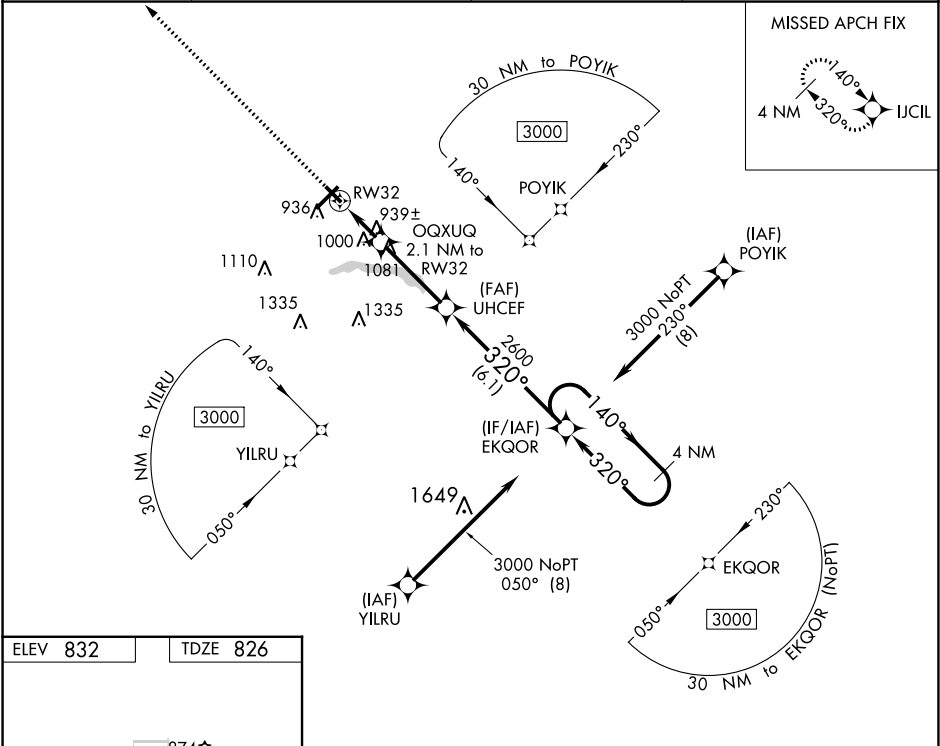 MISSED APCH FIX
140°
320°
4 NM
IJCIL
30 NM to POYIK
3000
140°
230°
POYIK
RW32
936
939±
1000
OQXUQ
2.1 NM to
RW32
1081
1110
1335
1335
(FAF)
UHCEF
(IAF)
POYIK
3000 NoPT
230°
(8)
2600
320°
(6.1)
30 NM to YILRU
140°
3000
YILRU
050°
(IF/IAF)
EKQOR
140°
320°
4 NM
1649
3000 NoPT
050° (8)
(IAF)
YILRU
230°
EKQOR
050°
3000
30 NM to EKQOR (NoPT)
ELEV 832
TDZE 826